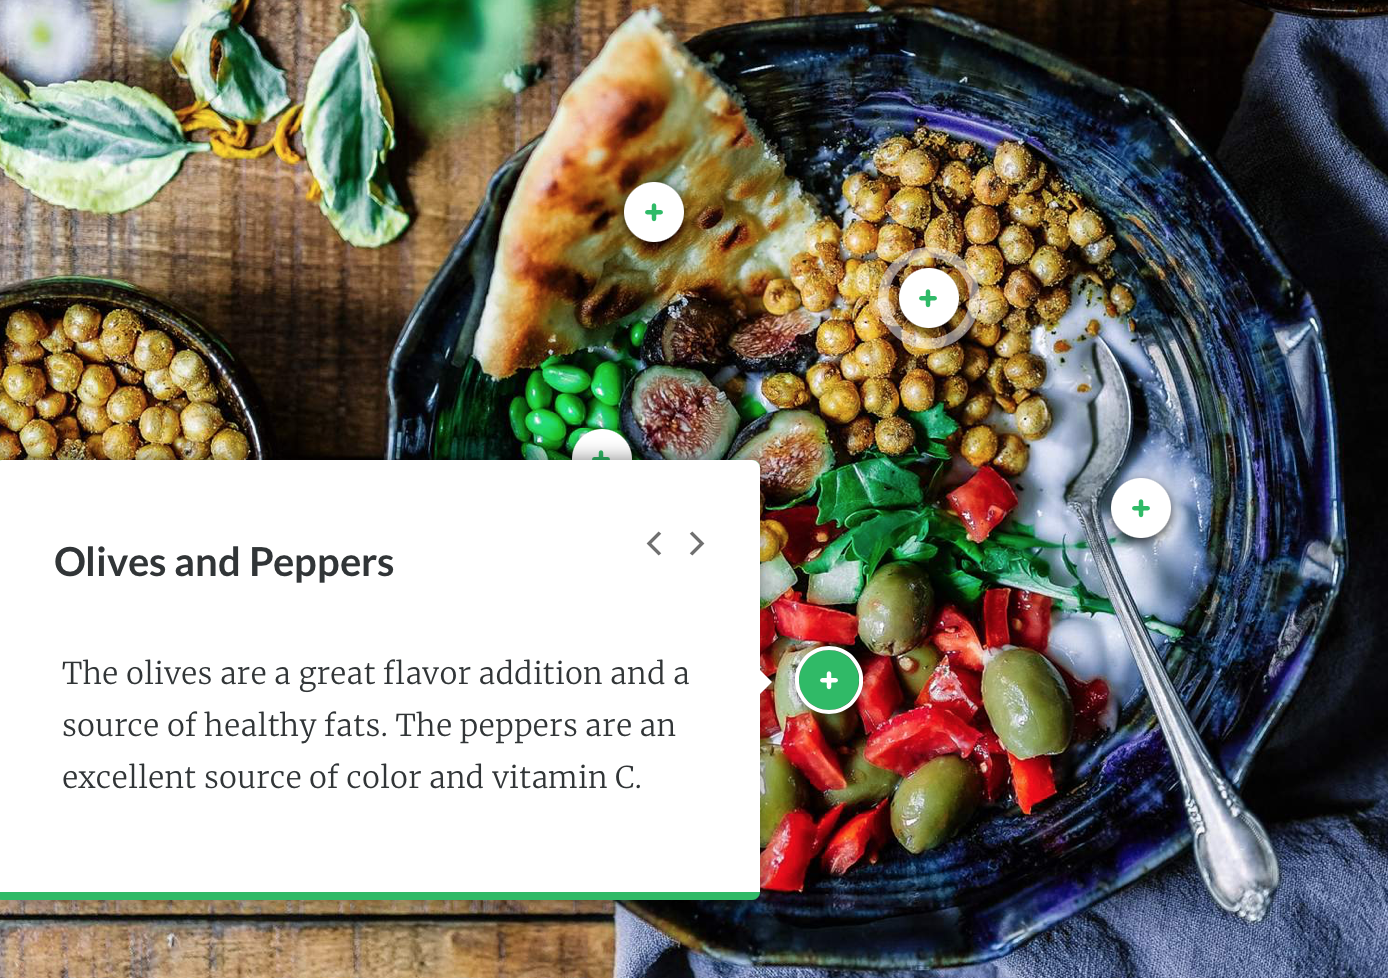 Olives and Peppers
The olives are a great flavor addition and a
source of healthy fats. The peppers are an
excellent source of color and vitamin C.